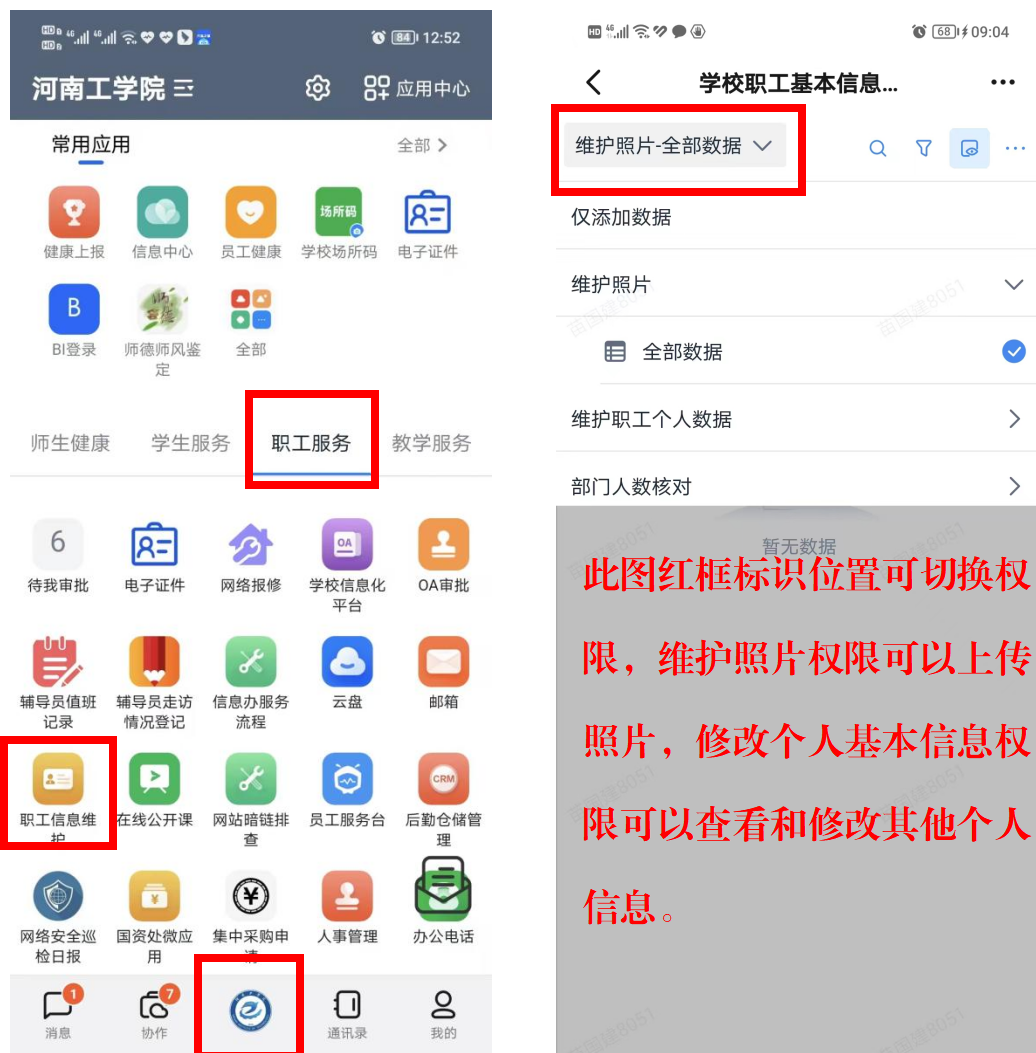 12:52
84
河南工学院
应用中心
常用应用
全部
场所码
健康上报
信息中心
员工健康
学校场所码
电子证件
B
BI登录
师德师风鉴
定
全部
师生健康
学生服务
职工服务
教学服务
6
OA
待我审批
电子证件
网络报修
学校信息化
平台
OA审批
辅导员值班
记录
辅导员走访
情况登记
信息办服务
流程
云盘
邮箱
CRM
职工信息维
护
在线公开课
网站暗链排
查
员工服务台
后勤仓储管
理
网络安全巡
检日报
国资处微应
用
集中采购申
请
人事管理
办公电话
1
7
消息
协作
通讯录
我的
HD
68
09:04
学校职工基本信息...
维护照片-全部数据
仅添加数据
维护照片
全部数据
维护职工个人数据
部门人数核对
苗国建8051
暂无数据
此图红框标识位置可切换权
限，维护照片权限可以上传
照片，修改个人基本信息权
限可以查看和修改其他个人
信息。